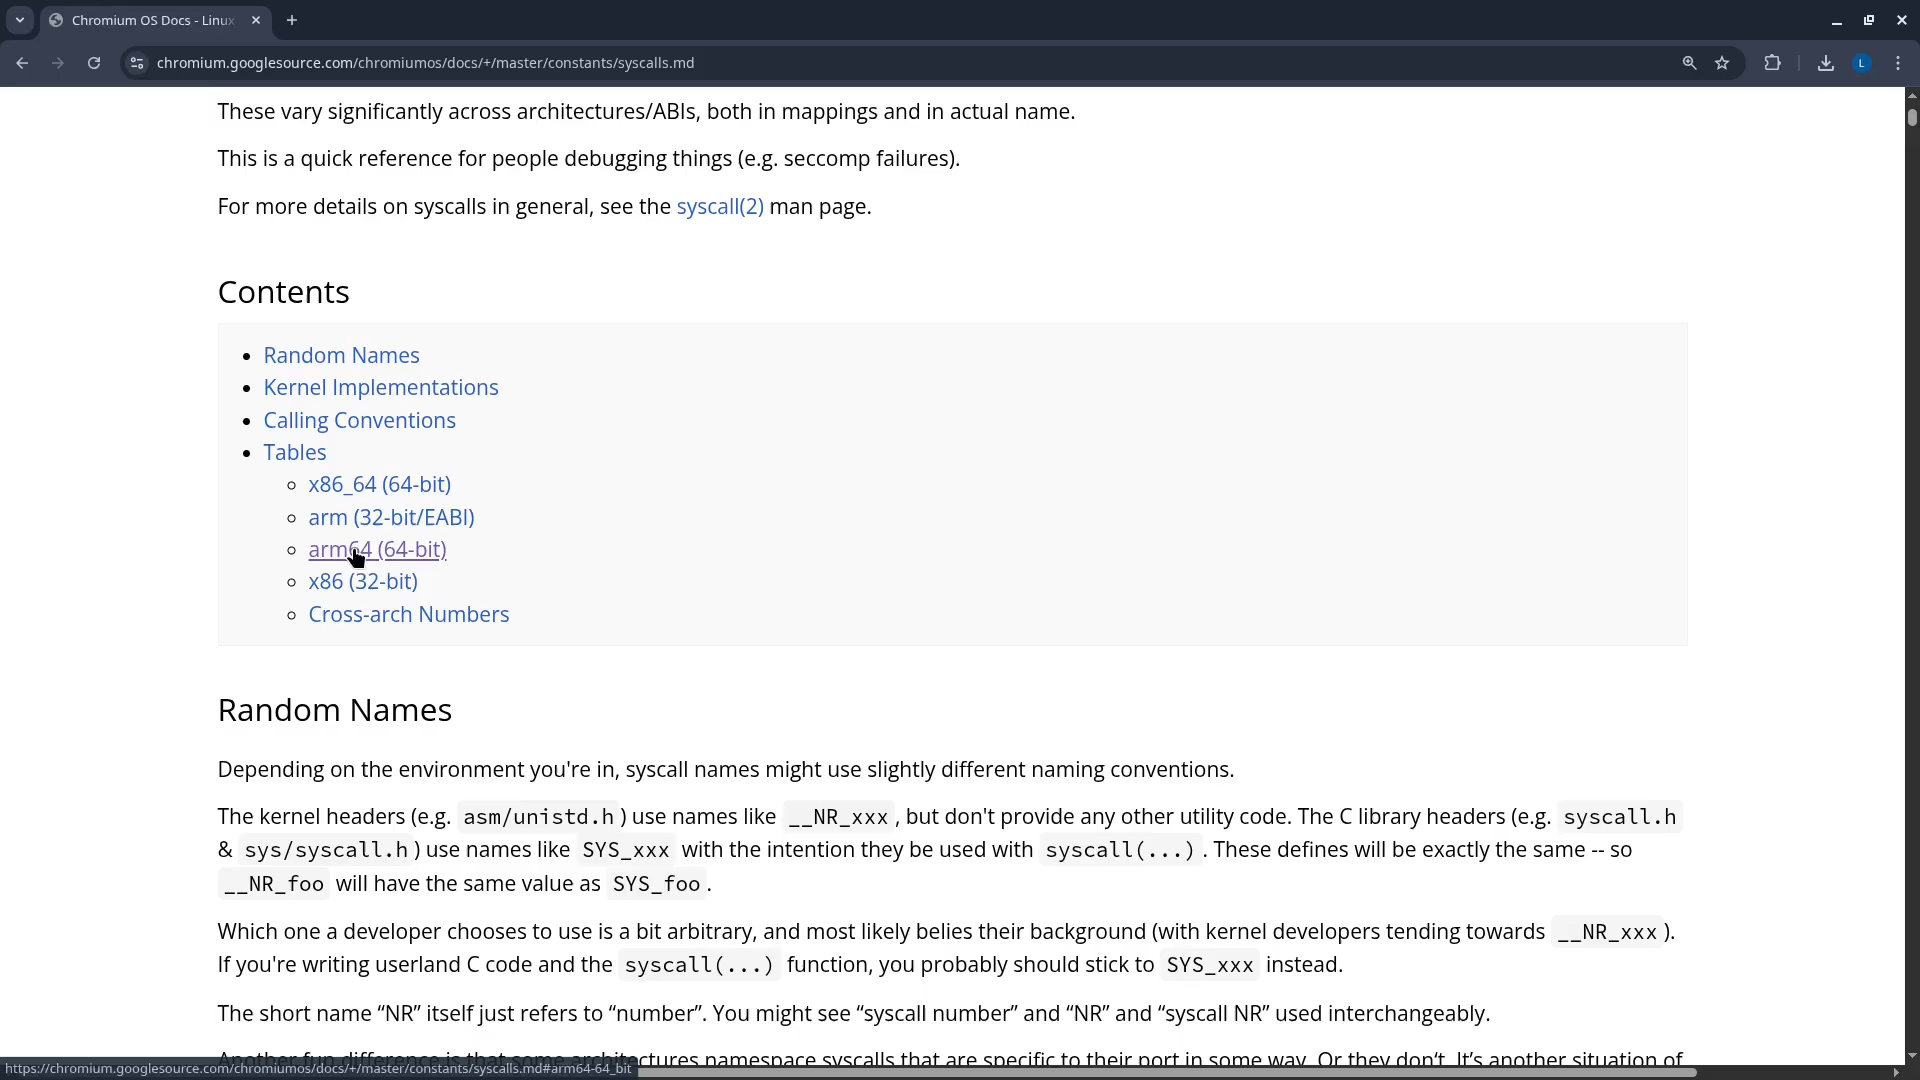 Chromium OS Docs - Linux
chromium.googlesource.com/chromiumos/docs/+/master/constants/syscalls.md
L
These vary significantly across architectures/ABIs, both in mappings and in actual name.
This is a quick reference for people debugging things (e.g. seccomp failures).
For more details on syscalls in general, see the syscall(2) man page.
Contents
Random Names
Kernel Implementations
Calling Conventions
Tables
x86_64 (64-bit)
arm (32-bit/EABI)
arm64 (64-bit)
x86 (32-bit)
Cross-arch Numbers
Random Names
Depending on the environment you're in, syscall names might use slightly different naming conventions.
The kernel headers (e.g. asm/unistd.h) use names like __NR_xxx, but don't provide any other utility code. The C library headers (e.g. syscall.h
& sys/syscall.h) use names like SYS_xxx with the intention they be used with syscall(...). These defines will be exactly the same -- so
__NR_foo will have the same value as SYS_foo.
Which one a developer chooses to use is a bit arbitrary, and most likely belies their background (with kernel developers tending towards __NR_xxx).
If you're writing userland C code and the syscall(...) function, you probably should stick to SYS_xxx instead.
The short name “NR” itself just refers to “number”. You might see “syscall number” and “NR” and “syscall NR” used interchangeably.
Another fun difference is that some architectures namespace syscalls that are specific to their port in some way. Or they don‘t. It’s another situation of
https://chromium.googlesource.com/chromiumos/docs/+/master/constants/syscalls.md#arm64-64_bit